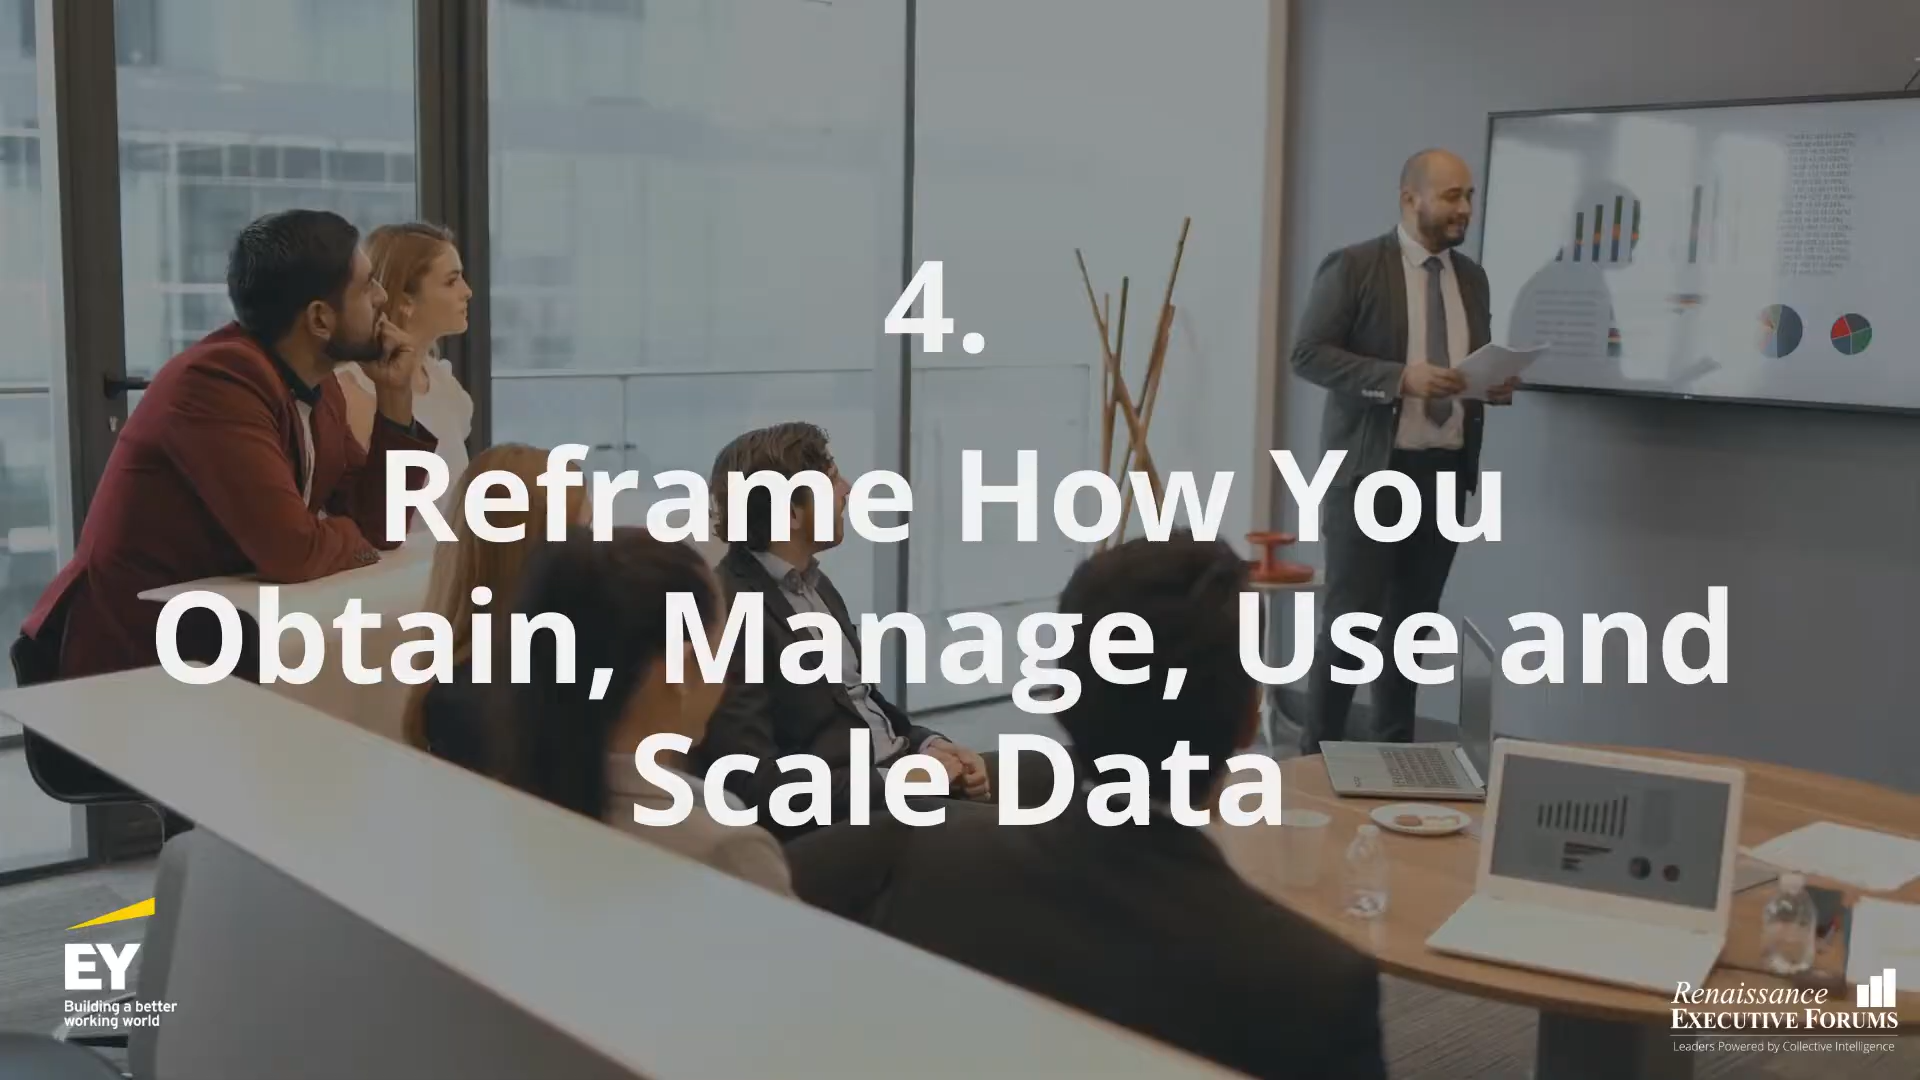 4.
Reframe How You
Obtain, Manage, Use and
Scale Data
EY
Building a better
working world
Renaissance
EXECUTIVE FORUMS
Leaders Powered by Collective Intelligence